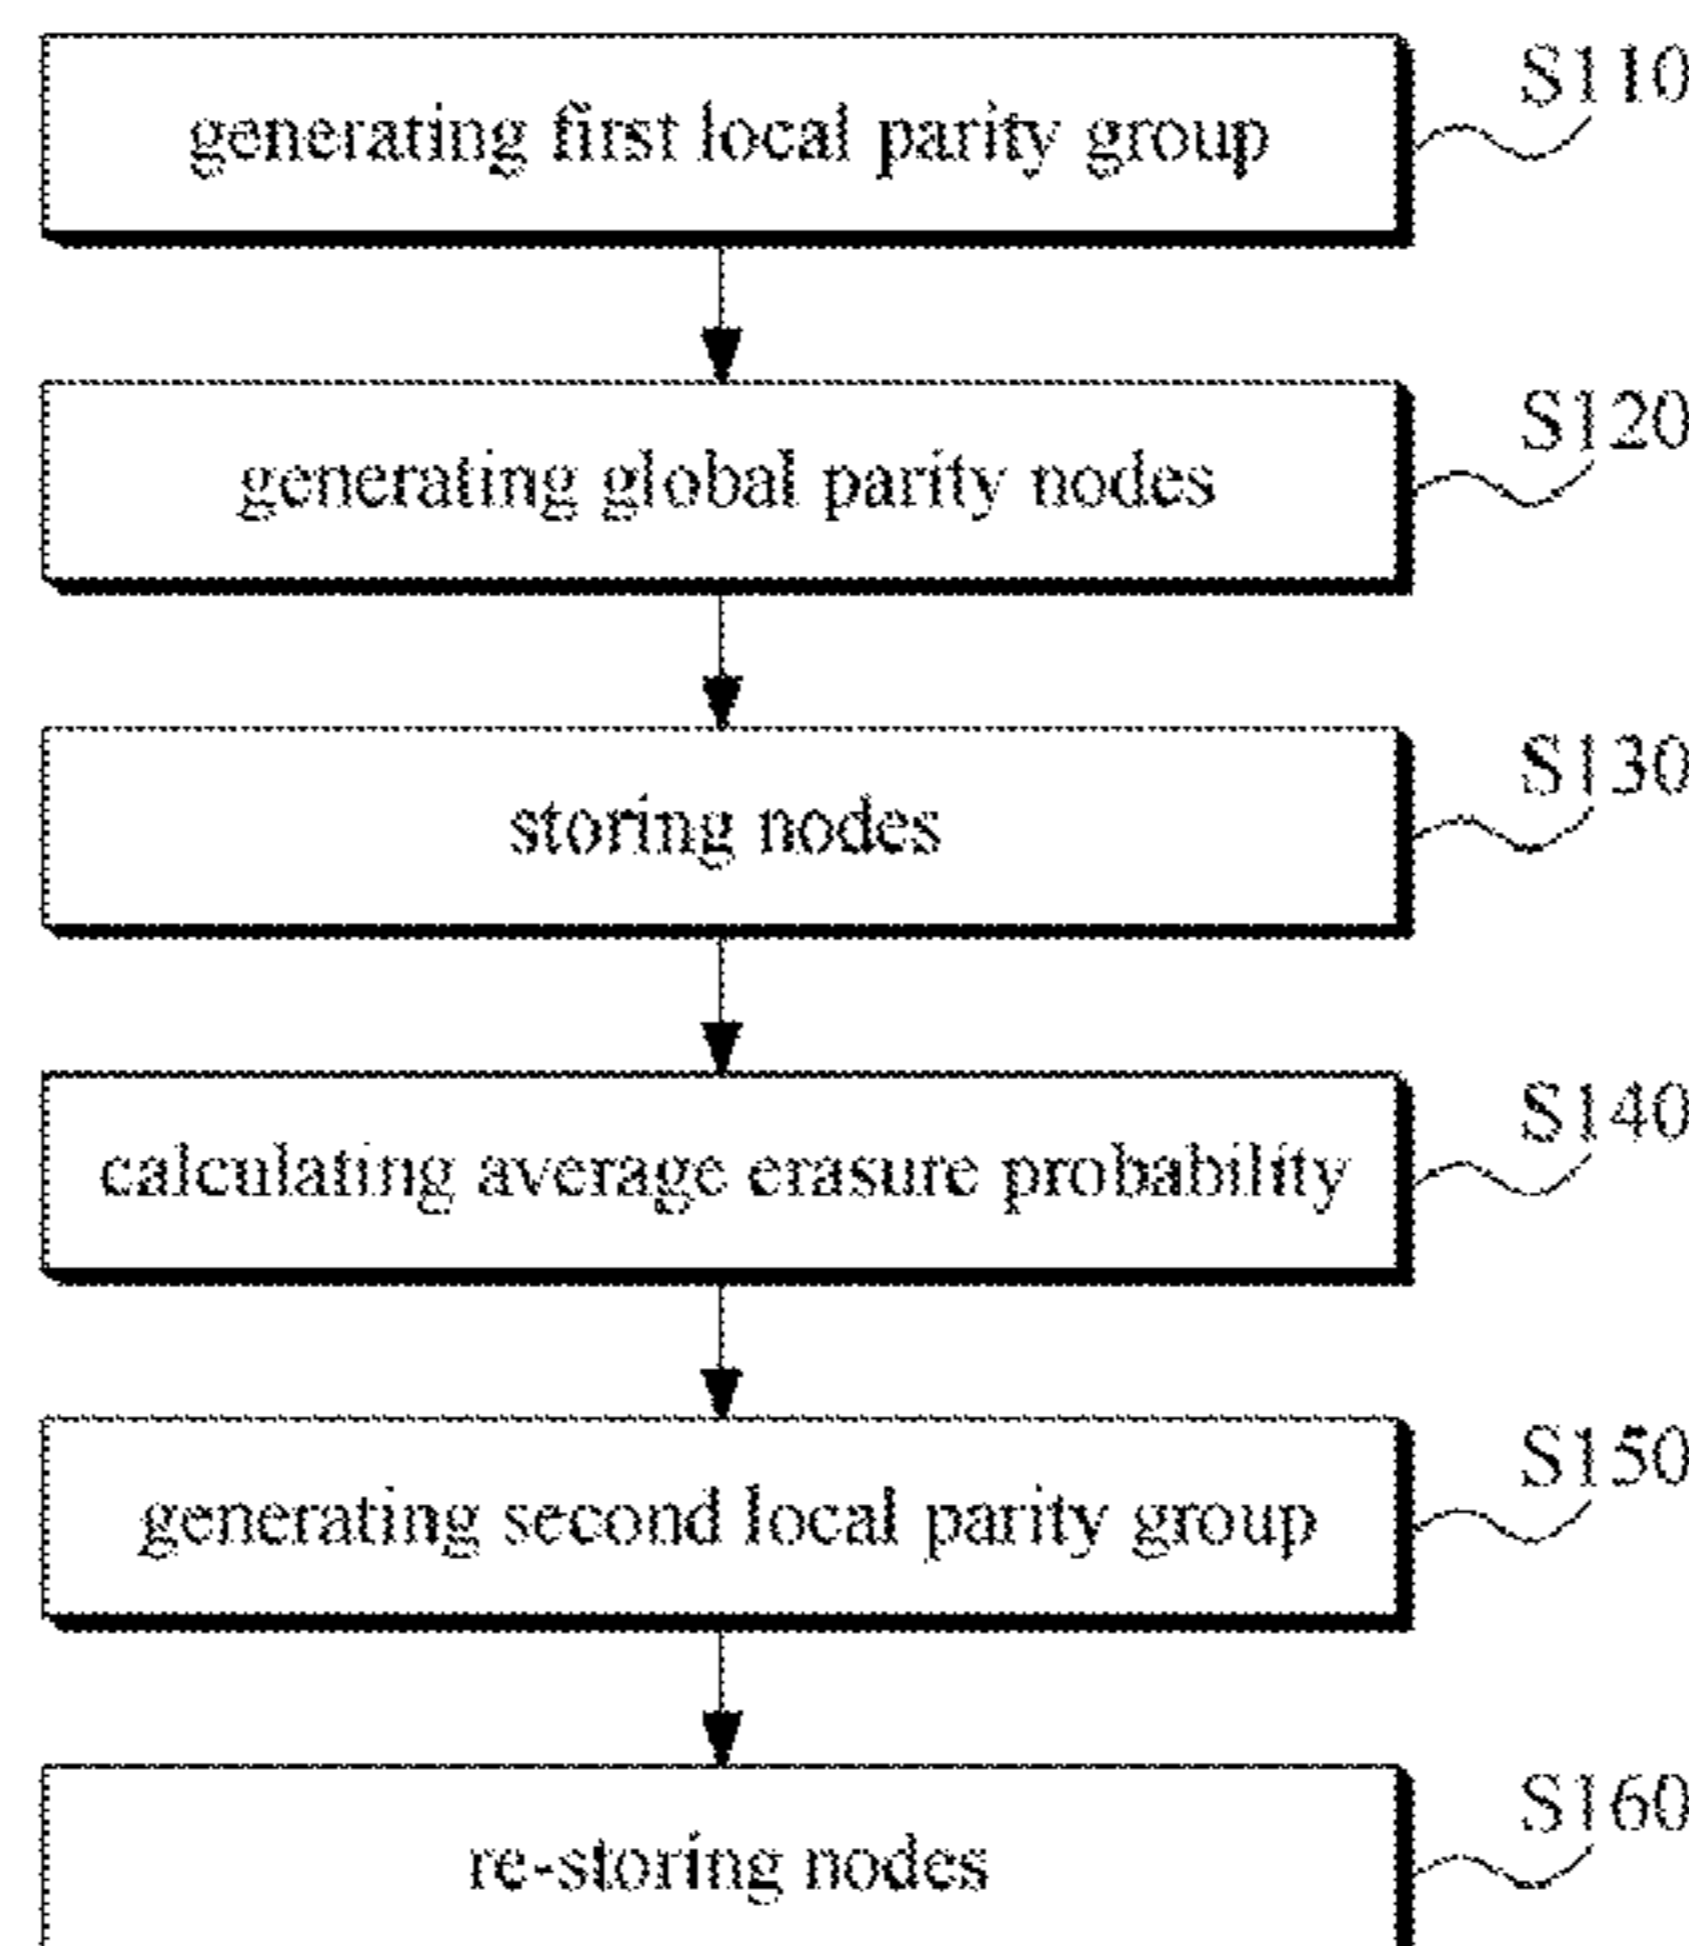 S110
generating first local parity group
S120
generating global parity nodes
S130
storing nodes
S140
calculating average erasure probability
S150
generating second local parity group
S160
re-storing nodes